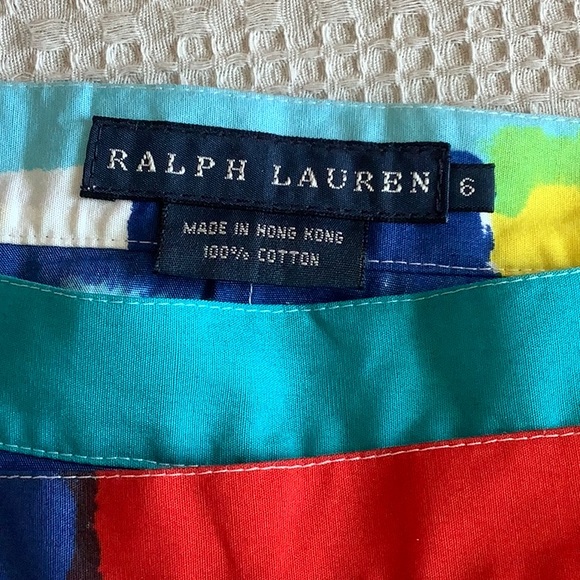 RALPH LAUREN 6
MADE IN HONG KONG
100% COTTON